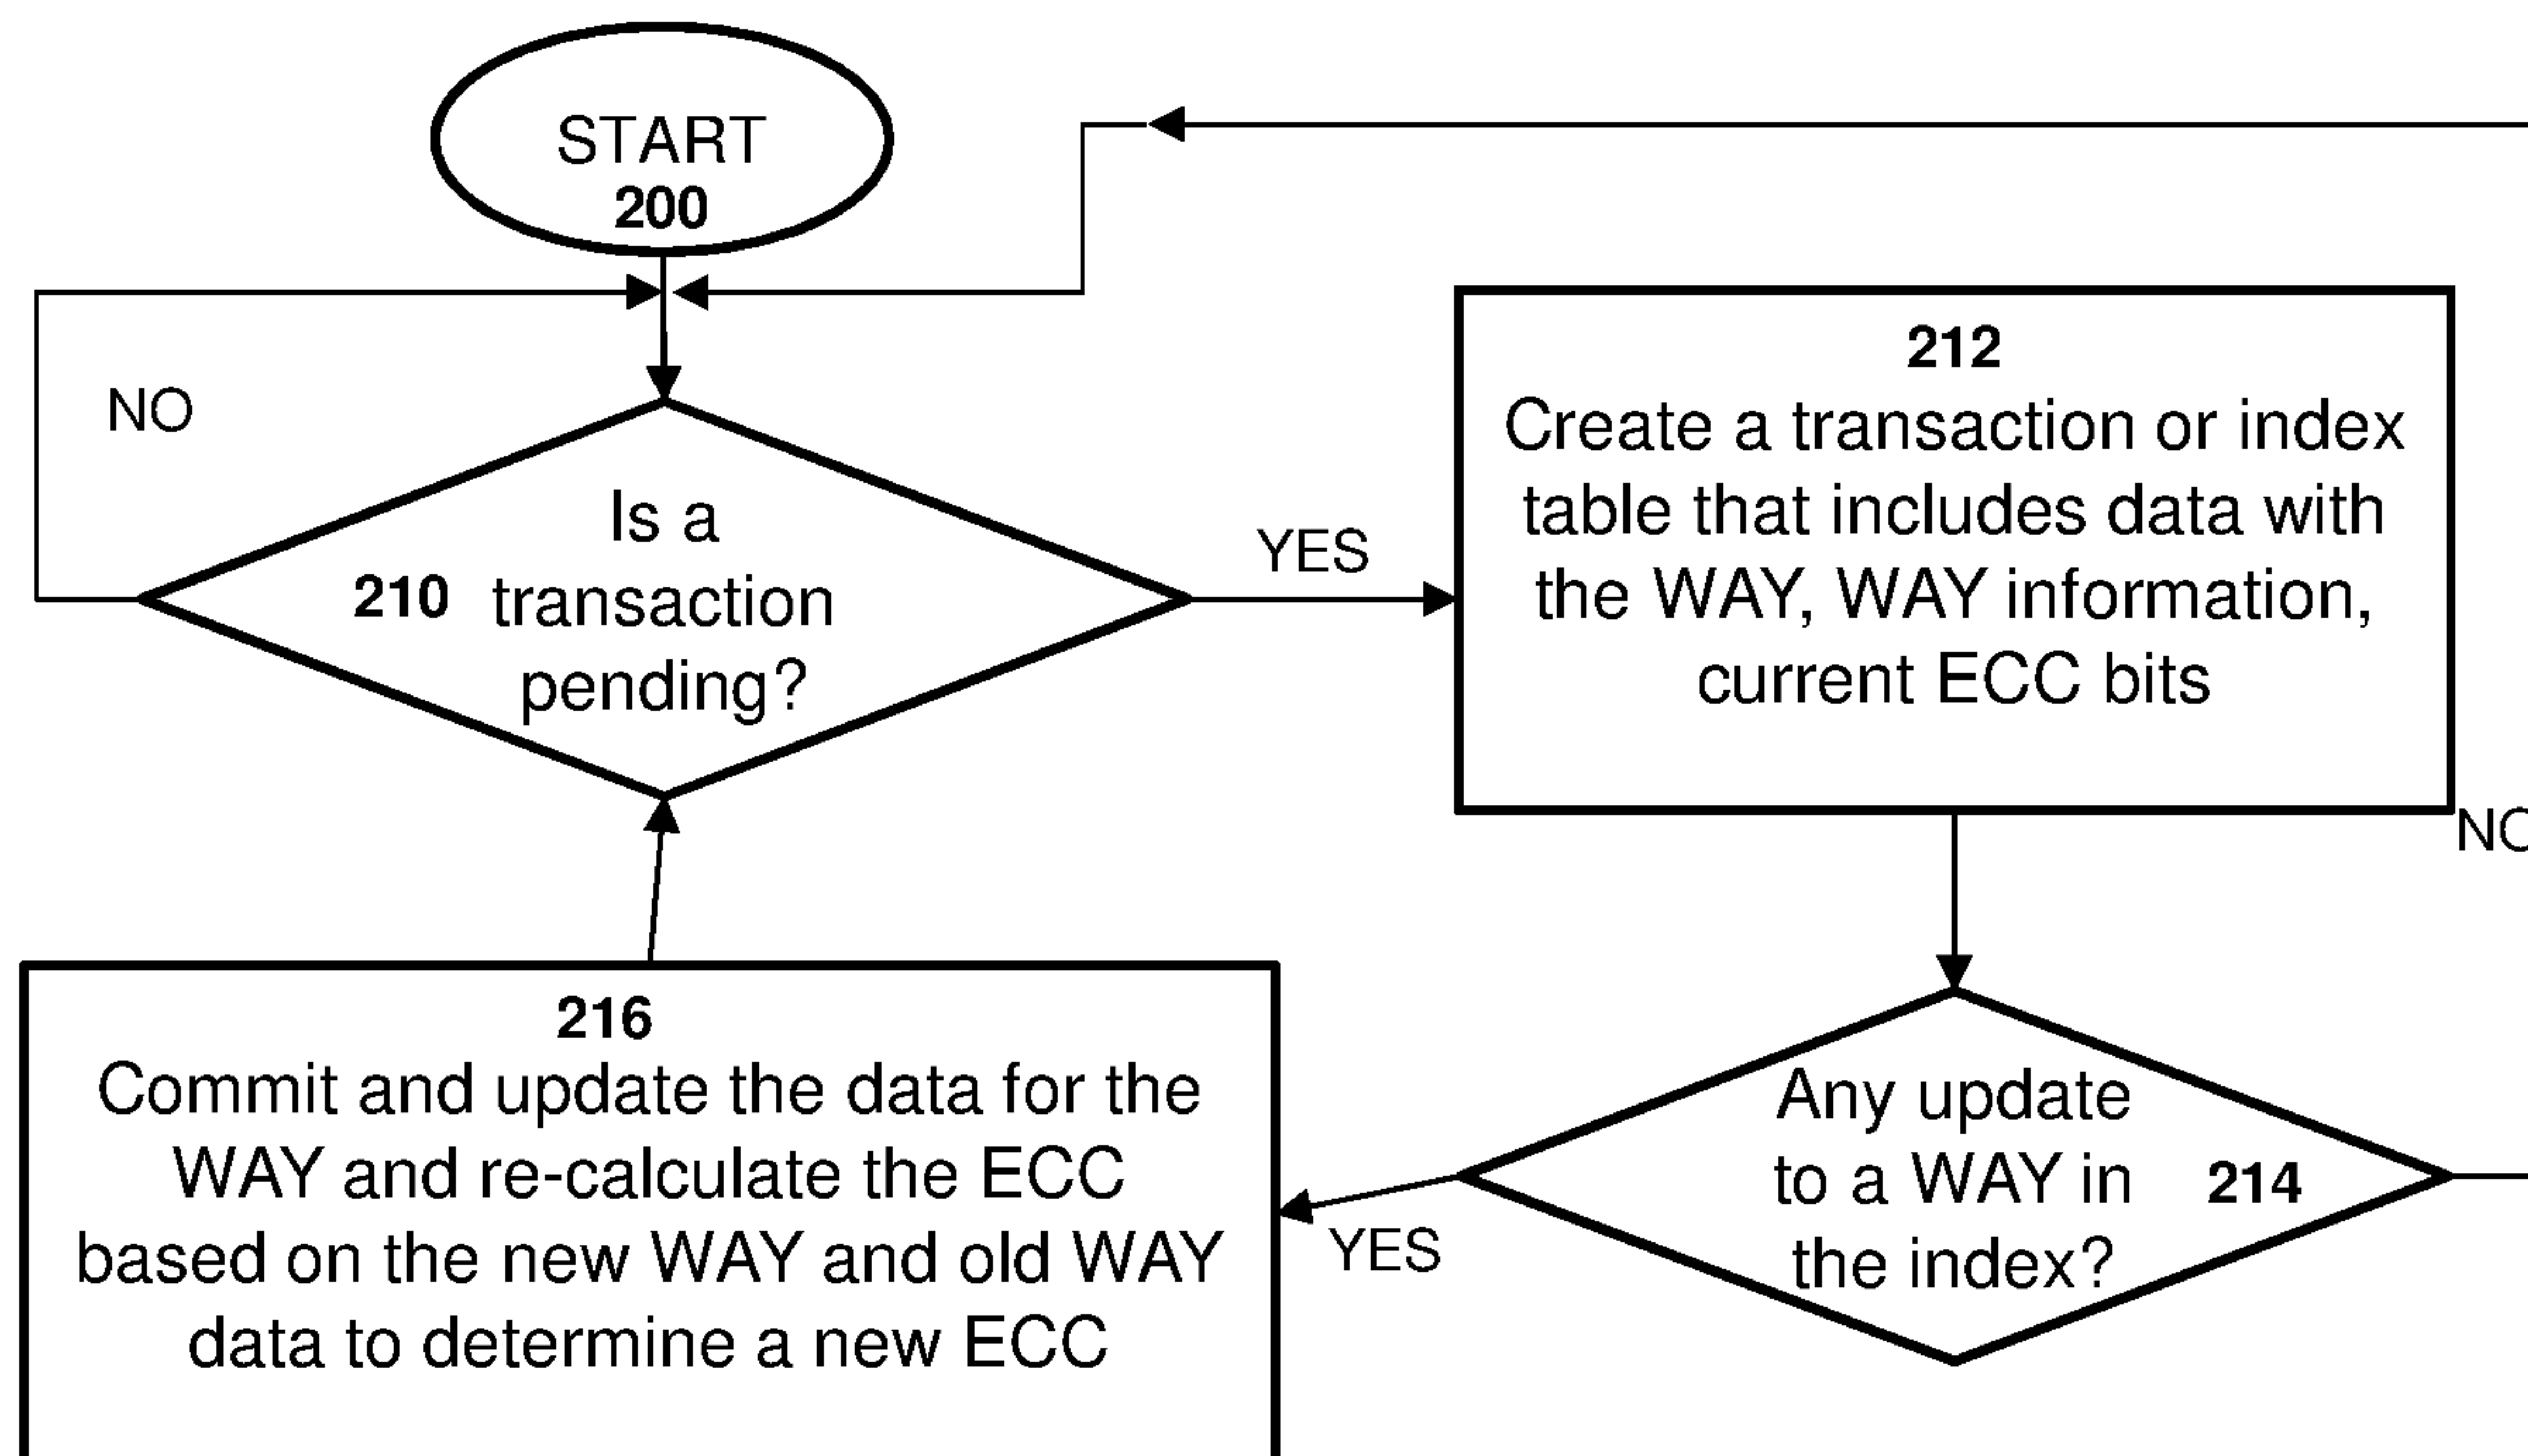 START
200
NO
Is a
210 transaction
pending?
YES
212
Create a transaction or index
table that includes data with
the WAY, WAY information,
current ECC bits
NO
Any update
to a WAY in 214
the index?
YES
216
Commit and update the data for the
WAY and re-calculate the ECC
based on the new WAY and old WAY
data to determine a new ECC